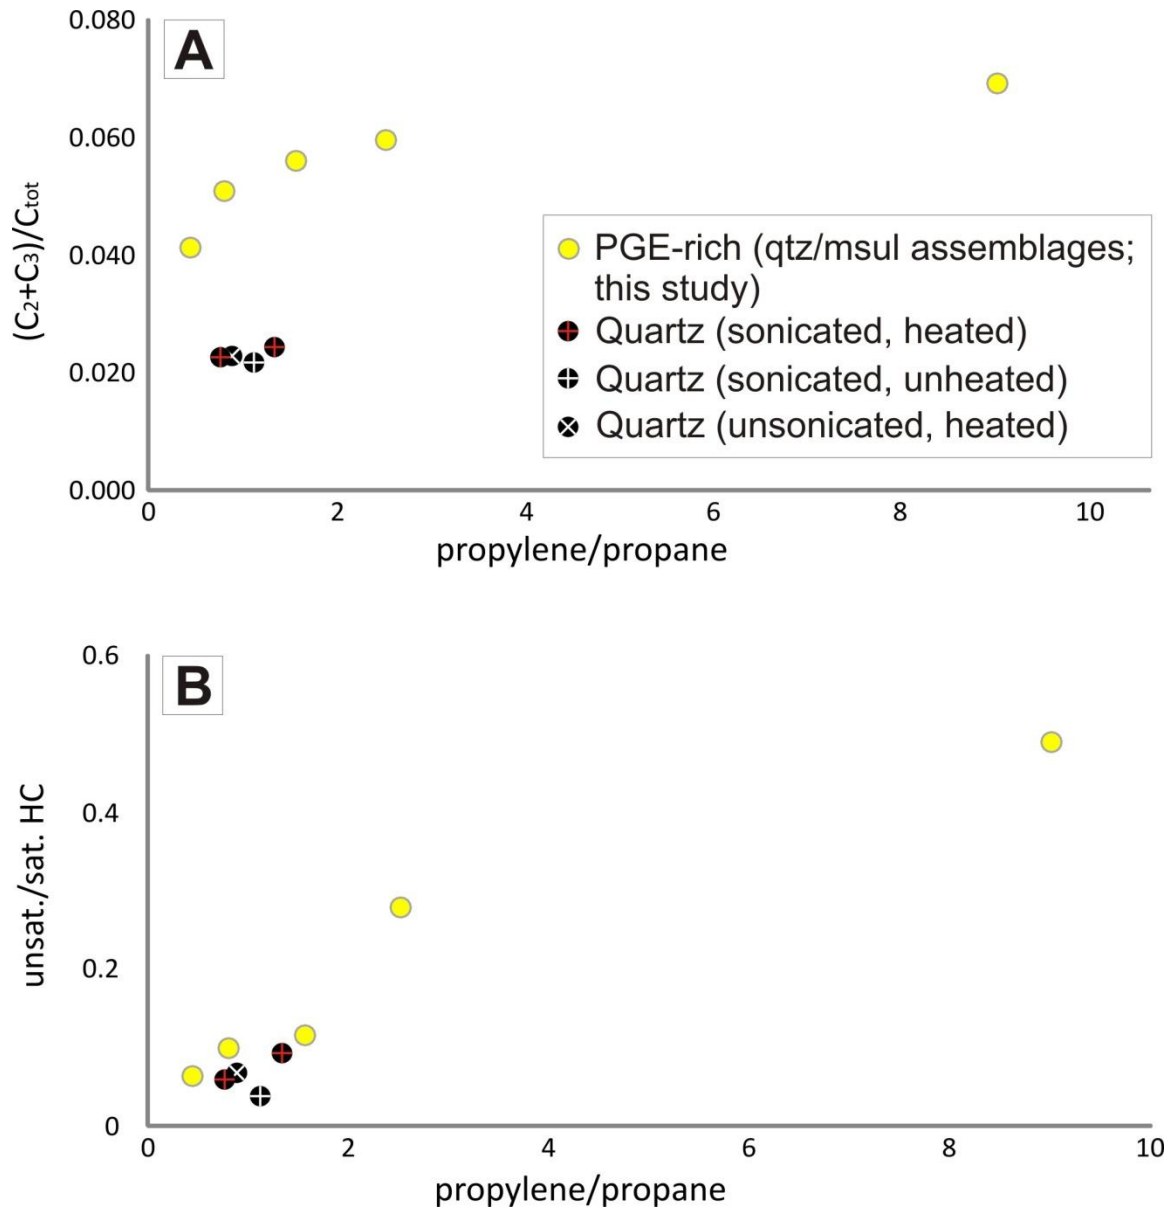 A
0.080
0.060
0.040
0.020
0.000
(C2+C3)/Ctot
0 2 4 6 8 10
propylene/propane
PGE-rich (qtz/msul assemblages;
this study)
Quartz (sonicated, heated)
Quartz (sonicated, unheated)
Quartz (unsonicated, heated)
B
0.6
0.4
0.2
0
unsat./sat. HC
0 2 4 6 8 10
propylene/propane